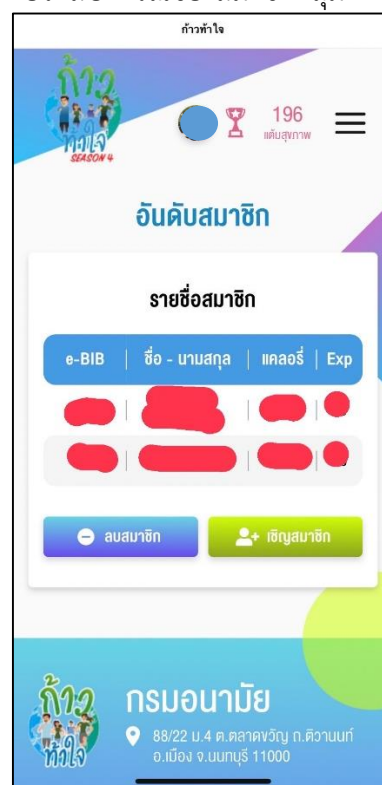 ก้าวท้าใจ
ก้าว
ท้าใจ
SEASON 4
196
แต้มสุขภาพ
อันดับสมาชิก
รายชื่อสมาชิก
e-BIB | ชื่อ - นามสกุล | แคลอรี่ | Exp
ลบสมาชิก
เชิญสมาชิก
ก้าว
ท้าใจ
กรมอนามัย
88/22 ม.4 ต.ตลาดขวัญ ถ.ติวานนท์
อ.เมือง จ.นนทบุรี 11000